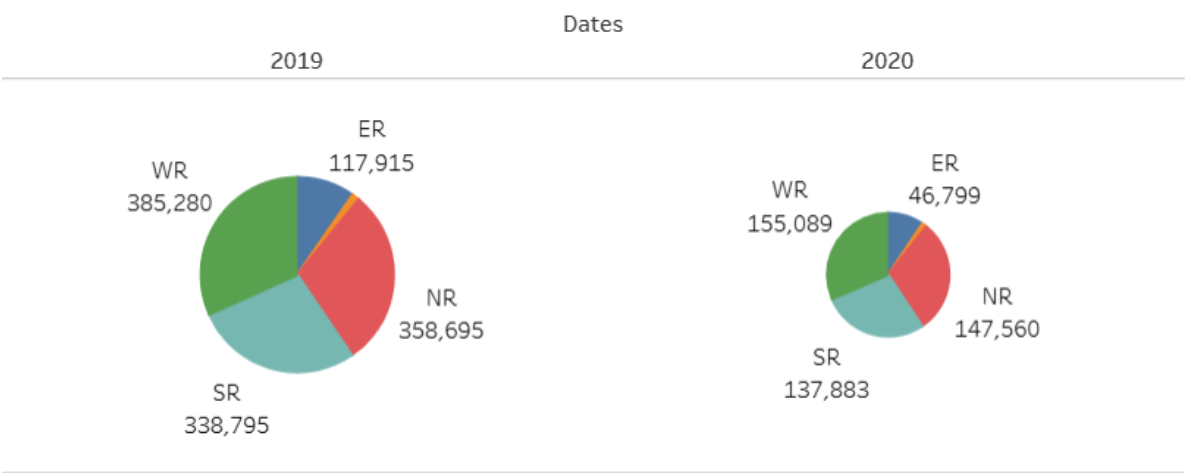 Dates
2019
2020
ER
117,915
WR
385,280
NR
358,695
SR
338,795
ER
46,799
WR
155,089
NR
147,560
SR
137,883